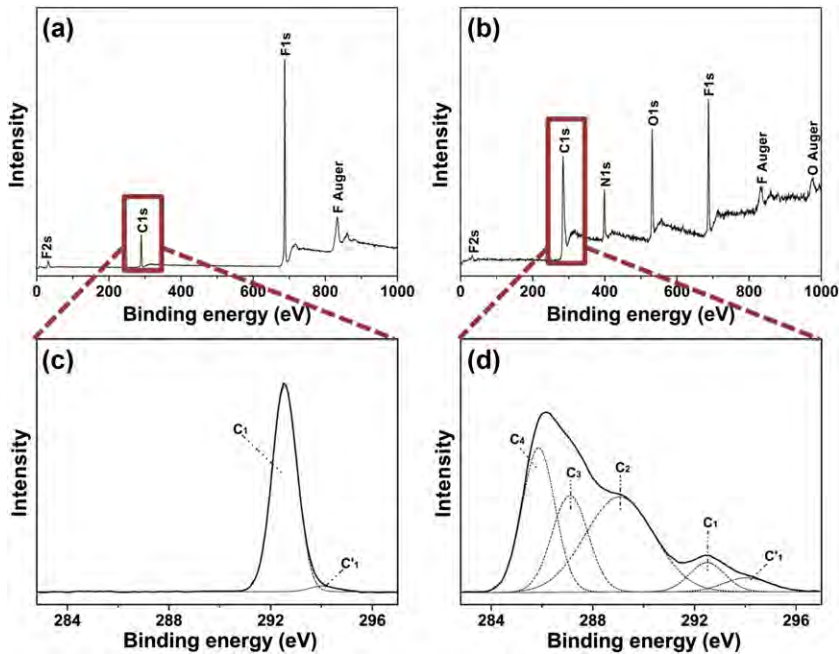 (a)
F1s
C1s
F2s
F Auger
Intensity
0 200 400 600 800 1000
Binding energy (eV)
(b)
C1s
N1s
O1s
F1s
F Auger
O Auger
F2s
Intensity
0 200 400 600 800 1000
Binding energy (eV)
(c)
C1
C'1
Intensity
284 288 292 296
Binding energy (eV)
(d)
C4
C3
C2
C1
C'1
Intensity
284 288 292 296
Binding energy (eV)